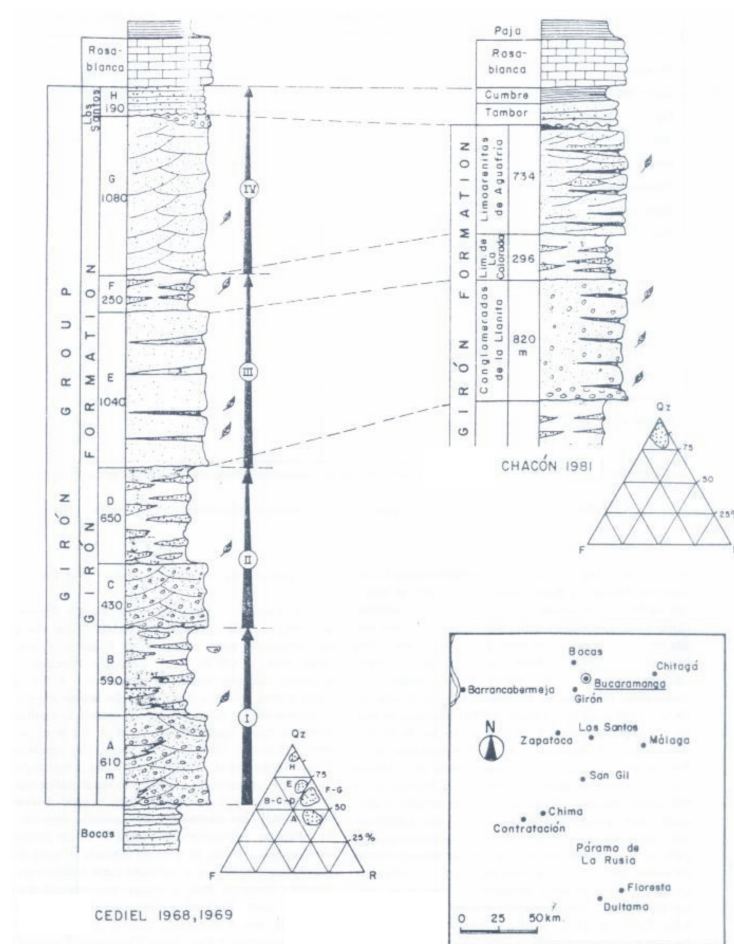 Rosa-
blanca
Los
Santos
H
190
G
1080
F
250
E
1040
D
650
C
430
B
590
A
610
m
Bocas
GIRÓN GROUP
GIRÓN FORMATION
IV
III
II
I
Qz
H
75
E
F-G
B-C-D
50
A
25%
F
R
CEDIEL 1968,1969
Paja
Rosa-
blanca
Cumbre
Tambor
GIRÓN FORMATION
Limoarenitas
de Aguafría
734
Lim. de
La
Colorada
296
Conglomerados
de la Llanita
820
m
CHACÓN 1981
Qz
75
50
25%
F
Bocas
Chitagá
Bucaramanga
Barrancabermeja
Girón
N
Los Santos
Zapatoca
Málaga
San Gil
Chima
Contratación
Páramo de
La Rusia
Floresta
Duitama
0 25 50km.